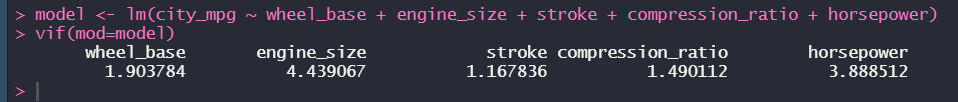 > model <- lm(city_mpg ~ wheel_base + engine_size + stroke + compression_ratio + horsepower)
> vif(mod=model)
wheel_base engine_size stroke compression_ratio horsepower
1.903784 4.439067 1.167836 1.490112 3.888512
>